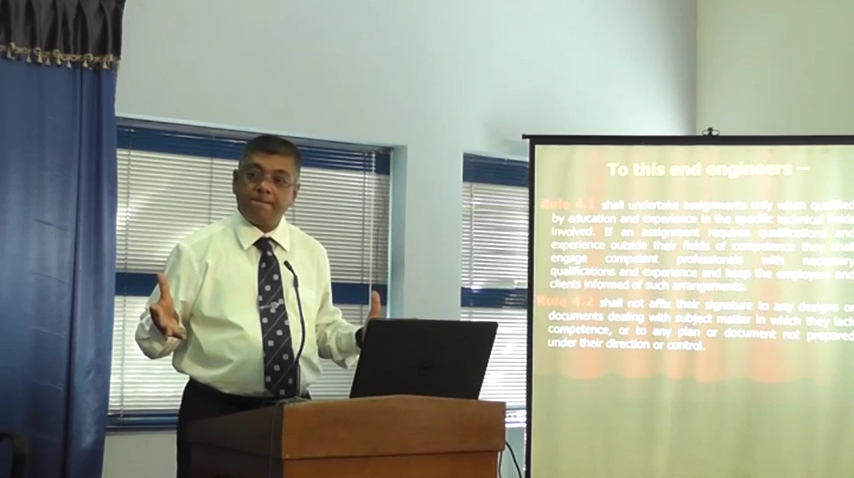 To this end engineers –
Rule 4.1 shall undertake assignments only when qualified
by education and experience in the specific technical fields
involved. If an assignment requires qualifications and
experience outside their fields of competence they shall
engage competent professionals with necessary
qualifications and experience and keep the employers and
clients informed of such arrangements.
Rule 4.2 shall not affix their signature to any designs or
documents dealing with subject matter in which they lack
competence, or to any plan or document not prepared
under their direction or control.